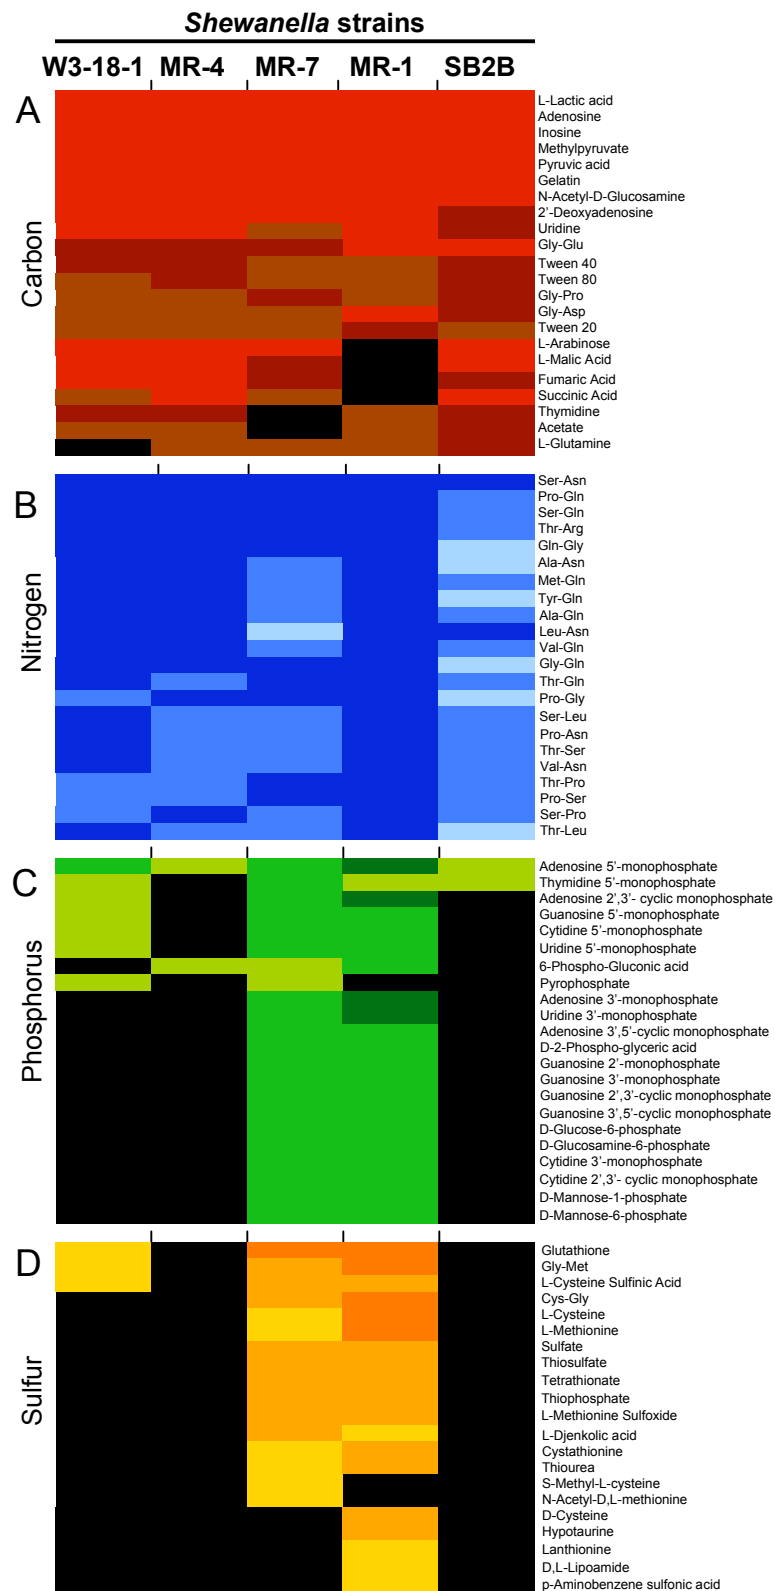 Shewanella strains
W3-18-1 MR-4 MR-7 MR-1 SB2B
A
Carbon
L-Lactic acid
Adenosine
Inosine
Methylpyruvate
Pyruvic acid
Gelatin
N-Acetyl-D-Glucosamine
2'-Deoxyadenosine
Uridine
Gly-Glu
Tween 40
Tween 80
Gly-Pro
Gly-Asp
Tween 20
L-Arabinose
L-Malic Acid
Fumaric Acid
Succinic Acid
Thymidine
Acetate
L-Glutamine
B
Nitrogen
Ser-Asn
Pro-Gln
Ser-Gln
Thr-Arg
Gln-Gly
Ala-Asn
Met-Gln
Tyr-Gln
Ala-Gln
Leu-Asn
Val-Gln
Gly-Gln
Thr-Gln
Pro-Gly
Ser-Leu
Pro-Asn
Thr-Ser
Val-Asn
Thr-Pro
Pro-Ser
Ser-Pro
Thr-Leu
C
Phosphorus
Adenosine 5'-monophosphate
Thymidine 5'-monophosphate
Adenosine 2',3'- cyclic monophosphate
Guanosine 5'-monophosphate
Cytidine 5'-monophosphate
Uridine 5'-monophosphate
6-Phospho-Gluconic acid
Pyrophosphate
Adenosine 3'-monophosphate
Uridine 3'-monophosphate
Adenosine 3',5'-cyclic monophosphate
D-2-Phospho-glyceric acid
Guanosine 2'-monophosphate
Guanosine 3'-monophosphate
Guanosine 2',3'-cyclic monophosphate
Guanosine 3',5'-cyclic monophosphate
D-Glucose-6-phosphate
D-Glucosamine-6-phosphate
Cytidine 3'-monophosphate
Cytidine 2',3'- cyclic monophosphate
D-Mannose-1-phosphate
D-Mannose-6-phosphate
D
Sulfur
Glutathione
Gly-Met
L-Cysteine Sulfinic Acid
Cys-Gly
L-Cysteine
L-Methionine
Sulfate
Thiosulfate
Tetrathionate
Thiophosphate
L-Methionine Sulfoxide
L-Djenkolic acid
Cystathionine
Thiourea
S-Methyl-L-cysteine
N-Acetyl-D,L-methionine
D-Cysteine
Hypotaurine
Lanthionine
D,L-Lipoamide
p-Aminobenzene sulfonic acid